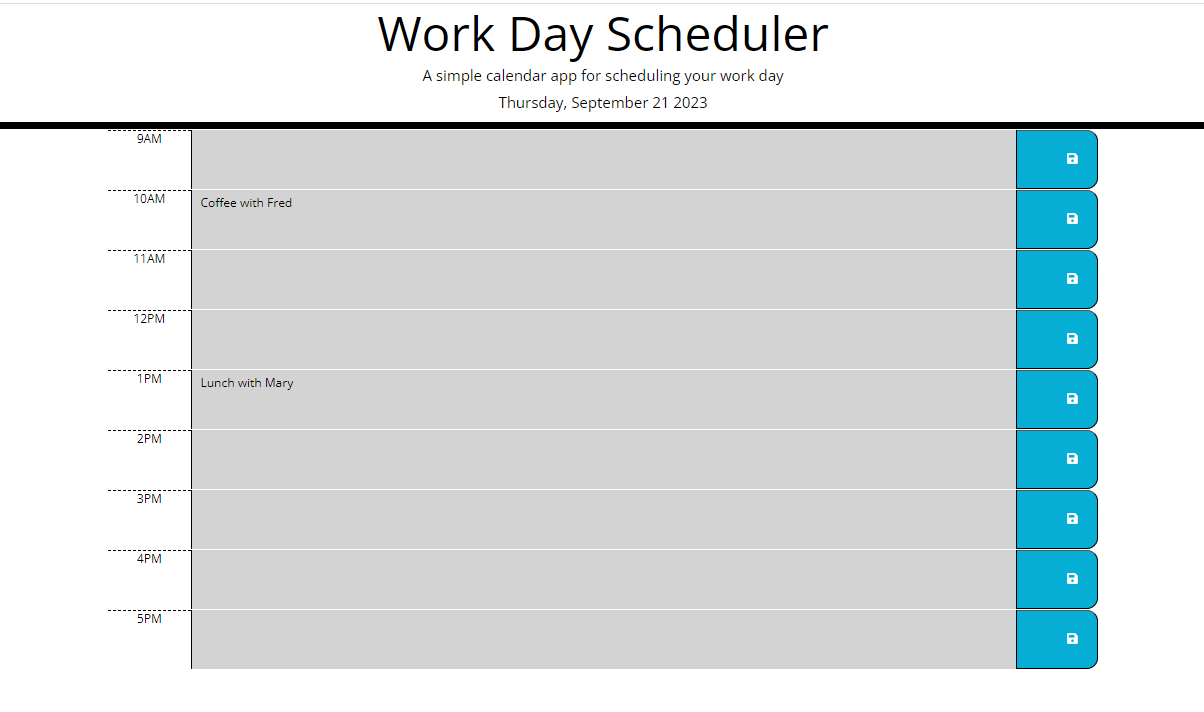 Work Day Scheduler
A simple calendar app for scheduling your work day
Thursday, September 21 2023
9AM
10AM
Coffee with Fred
11AM
12PM
1PM
Lunch with Mary
2PM
3PM
4PM
5PM